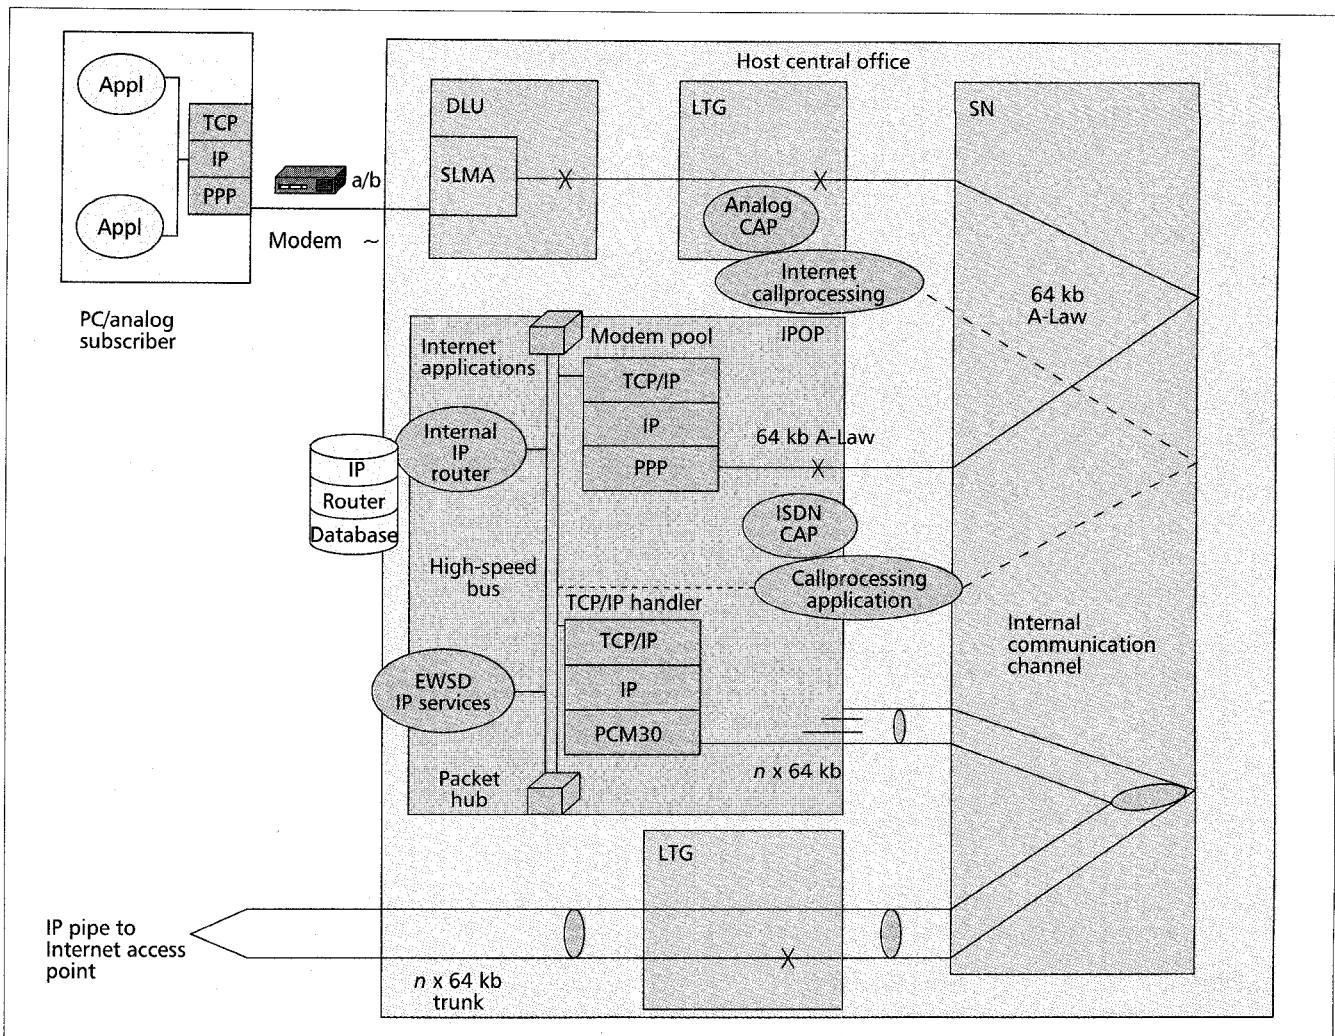 Host central office
Appl
TCP
IP
PPP
Appl
a/b
Modem ~
PC/analog
subscriber
DLU
SLMA
LTG
Analog
CAP
Internet
callprocessing
SN
64 kb
A-Law
IPOP
Internet
applications
Modem pool
TCP/IP
IP
PPP
64 kb A-Law
Internal
IP
router
IP
Router
Database
ISDN
CAP
High-speed
bus
Callprocessing
application
TCP/IP handler
TCP/IP
IP
PCM30
Internal
communication
channel
EWSD
IP services
n x 64 kb
Packet
hub
LTG
IP pipe to
Internet access
point
n x 64 kb
trunk